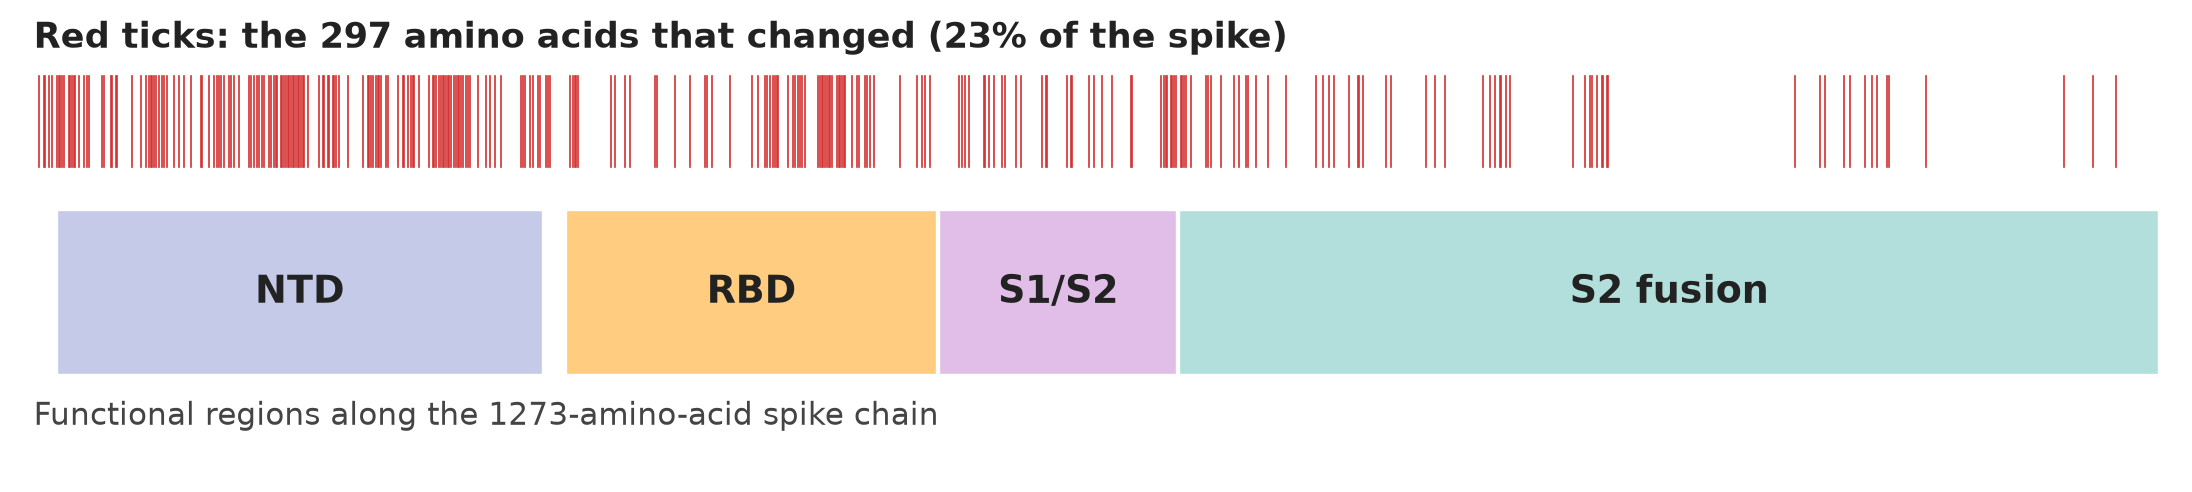 Red ticks: the 297 amino acids that changed (23% of the spike)
NTD
RBD
S1/S2
S2 fusion
Functional regions along the 1273-amino-acid spike chain